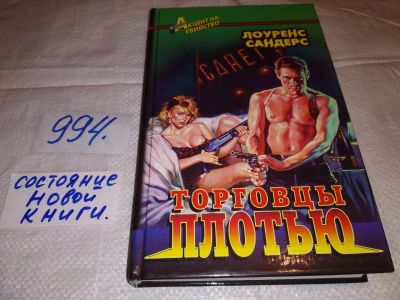 Акцент на
убийство
ЛОУРЕНС
САНДЕРС
ТОРГОВЦЫ
ПЛОТЬЮ
994.
состояние
новой
книги.